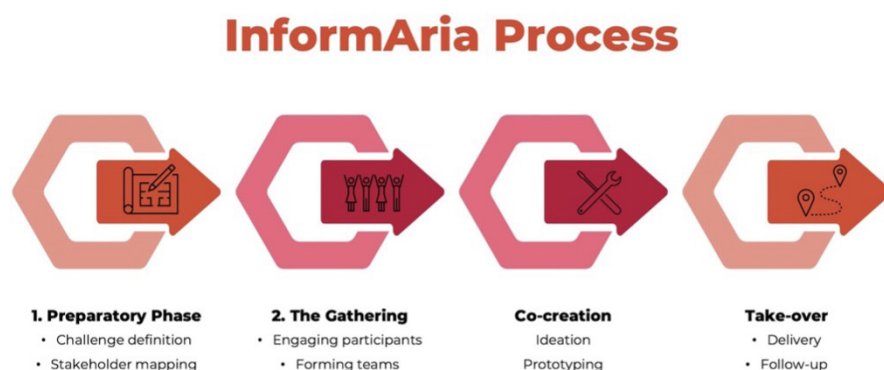 InformAria Process
1. Preparatory Phase
• Challenge definition
• Stakeholder mapping
2. The Gathering
• Engaging participants
• Forming teams
Co-creation
Ideation
Prototyping
Take-over
• Delivery
• Follow-up